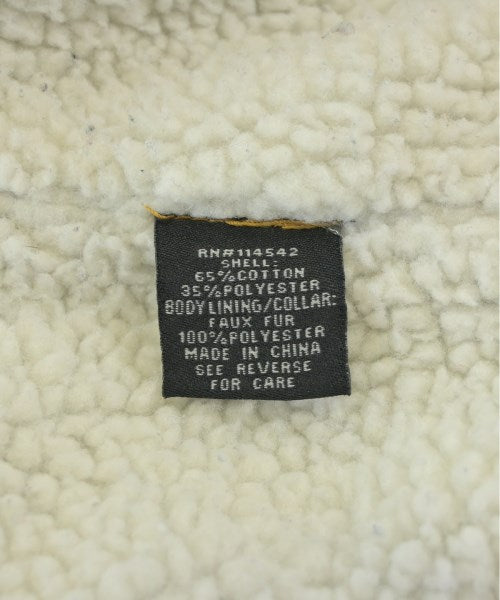 RN#114542
SHELL:
65%COTTON
35%POLYESTER
BODY LINING/COLLAR:
FAUX FUR
100%POLYESTER
MADE IN CHINA
SEE REVERSE
FOR CARE